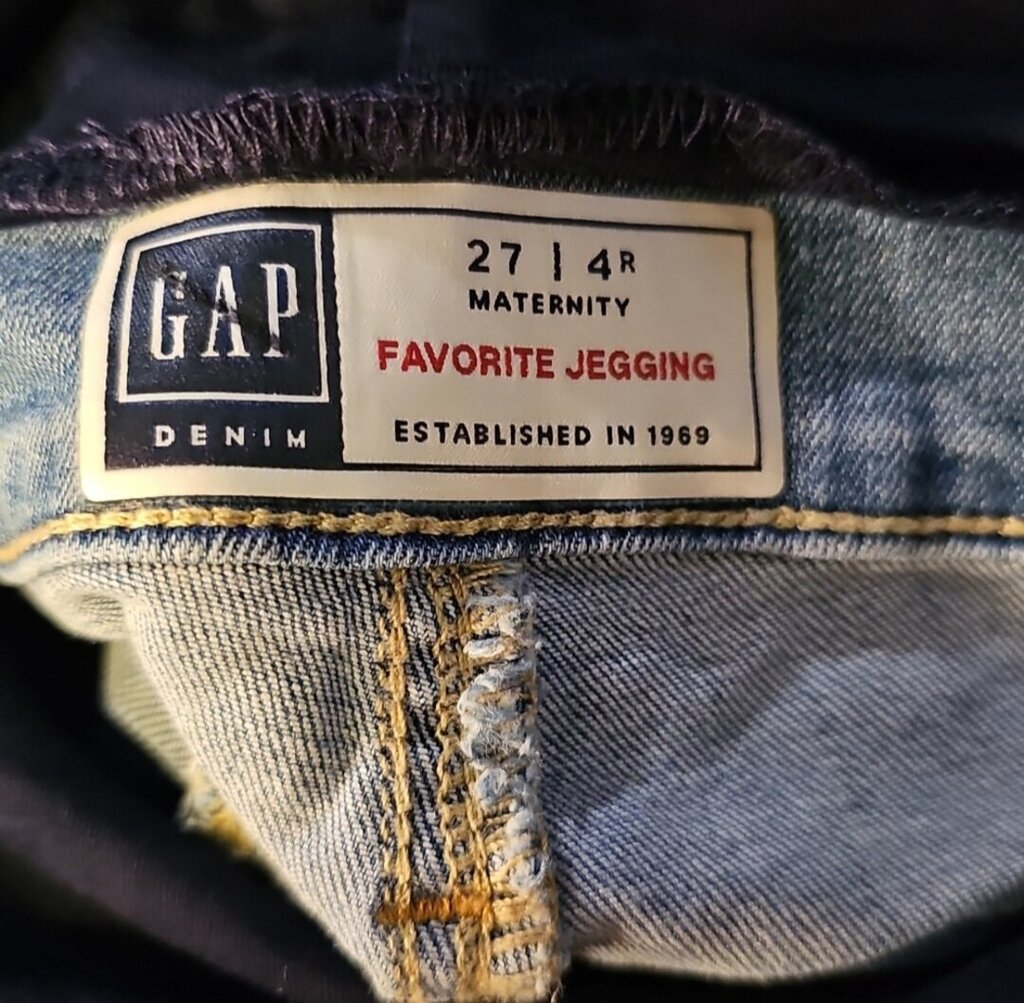 GAP
DENIM
27 | 4R
MATERNITY
FAVORITE JEGGING
ESTABLISHED IN 1969